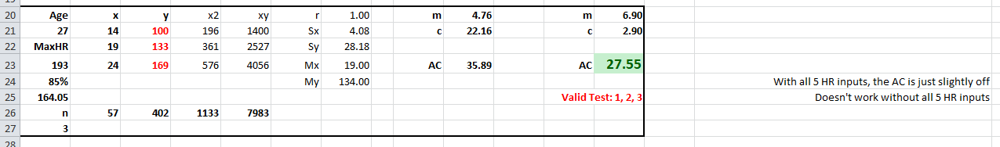 20 Age x y x2 xy r 1.00 m 4.76 m 6.90
21 27 14 100 196 1400 Sx 4.08 c 22.16 c 2.90
22 MaxHR 19 133 361 2527 Sy 28.18
23 193 24 169 576 4056 Mx 19.00 AC 35.89 AC 27.55
24 85% My 134.00 With all 5 HR inputs, the AC is just slightly off
25 164.05 Valid Test: 1, 2, 3 Doesn't work without all 5 HR inputs
26 n 57 402 1133 7983
27 3
28